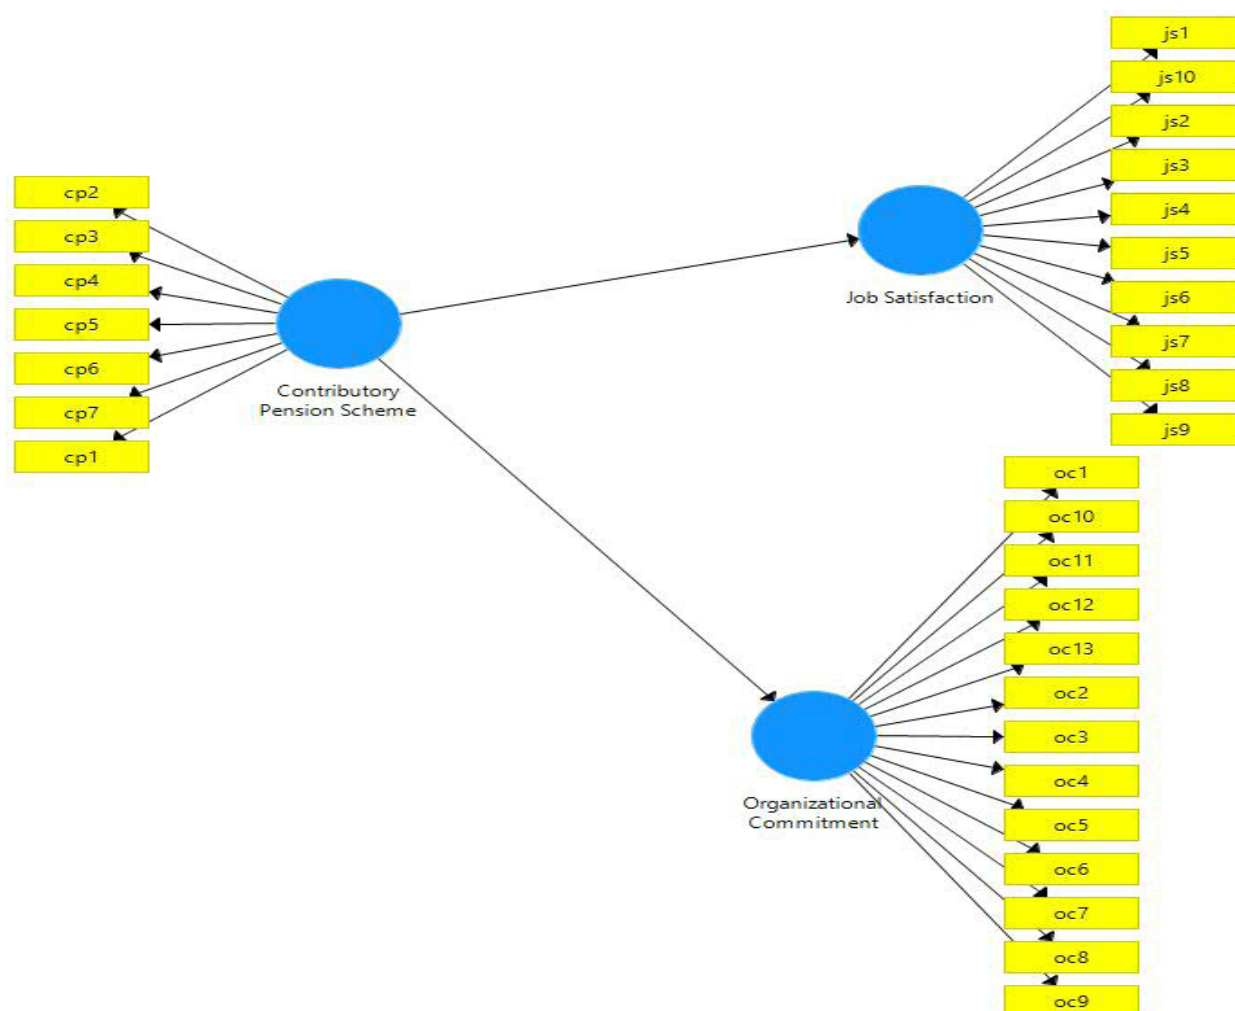 cp2
cp3
cp4
cp5
cp6
cp7
cp1
Contributory
Pension Scheme
js1
js10
js2
js3
js4
js5
js6
js7
js8
js9
Job Satisfaction
oc1
oc10
oc11
oc12
oc13
oc2
oc3
oc4
oc5
oc6
oc7
oc8
oc9
Organizational
Commitment